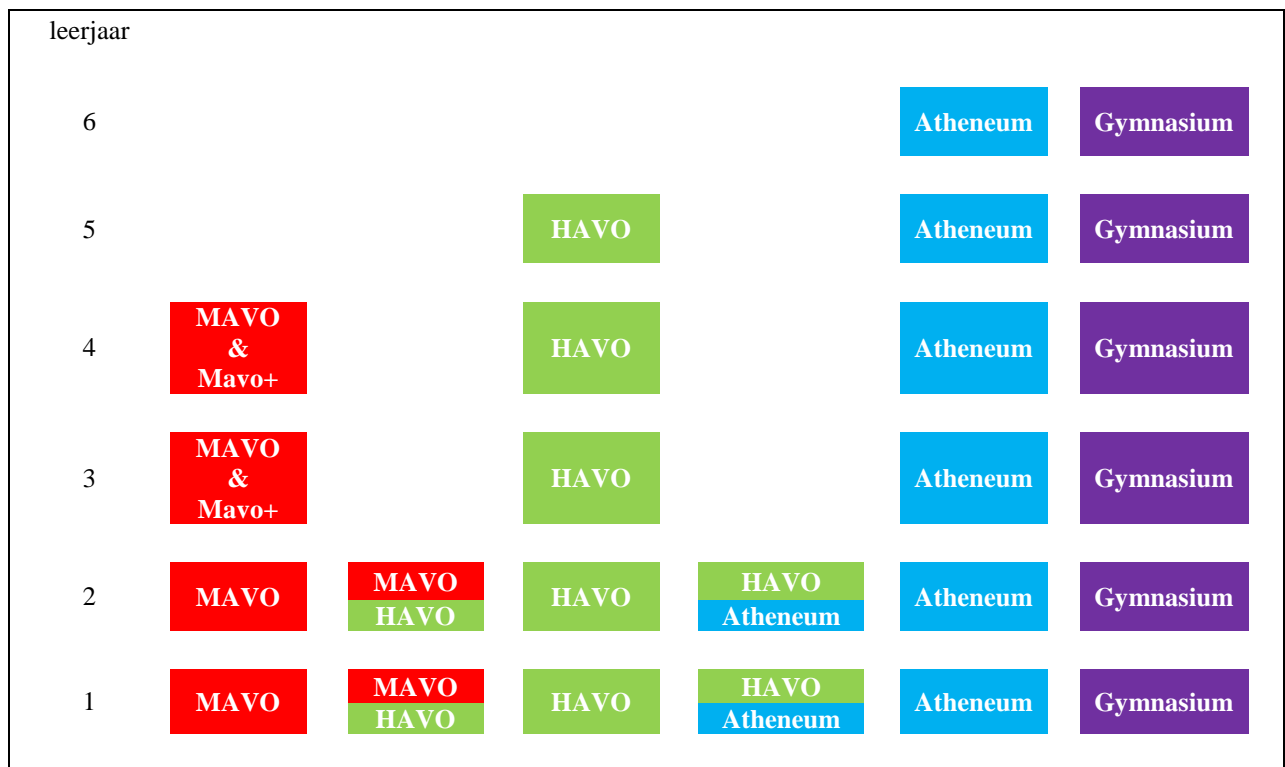 leerjaar
6 Atheneum Gymnasium
5 HAVO Atheneum Gymnasium
MAVO
4 & HAVO Atheneum Gymnasium
Mavo+
MAVO
3 & HAVO Atheneum Gymnasium
Mavo+
MAVO HAVO
2 MAVO HAVO Atheneum Gymnasium
HAVO Atheneum
MAVO HAVO
1 MAVO HAVO Atheneum Gymnasium
HAVO Atheneum